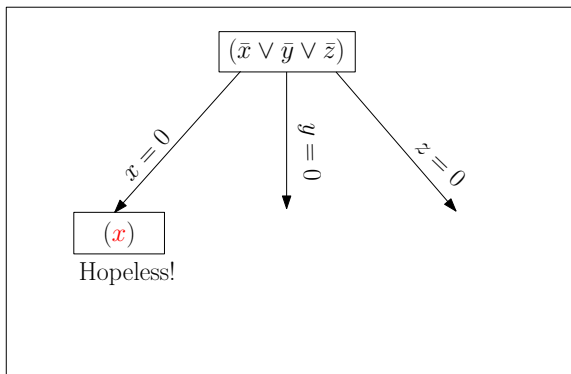 (x̄ ∨ ȳ ∨ z̄)
x = 0
y = 0
z = 0
(x)
Hopeless!